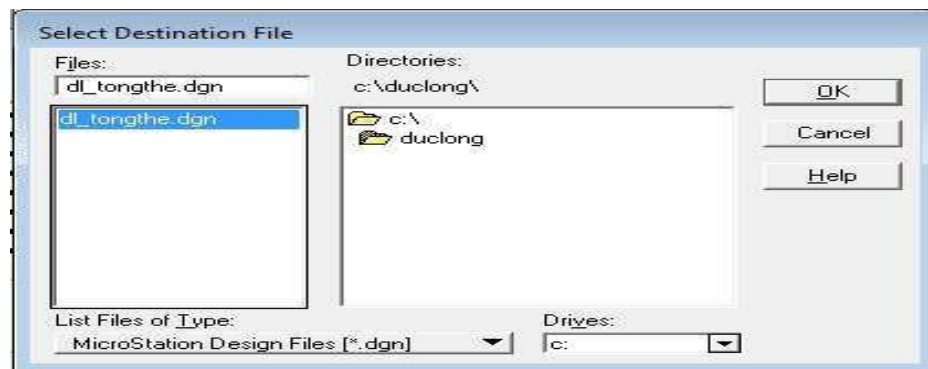 Select Destination File
Files:
dl_tongthe.dgn
dl_tongthe.dgn
Directories:
c:\duclong\
c:\
duclong
OK
Cancel
Help
List Files of Type:
MicroStation Design Files [*.dgn]
Drives:
c: